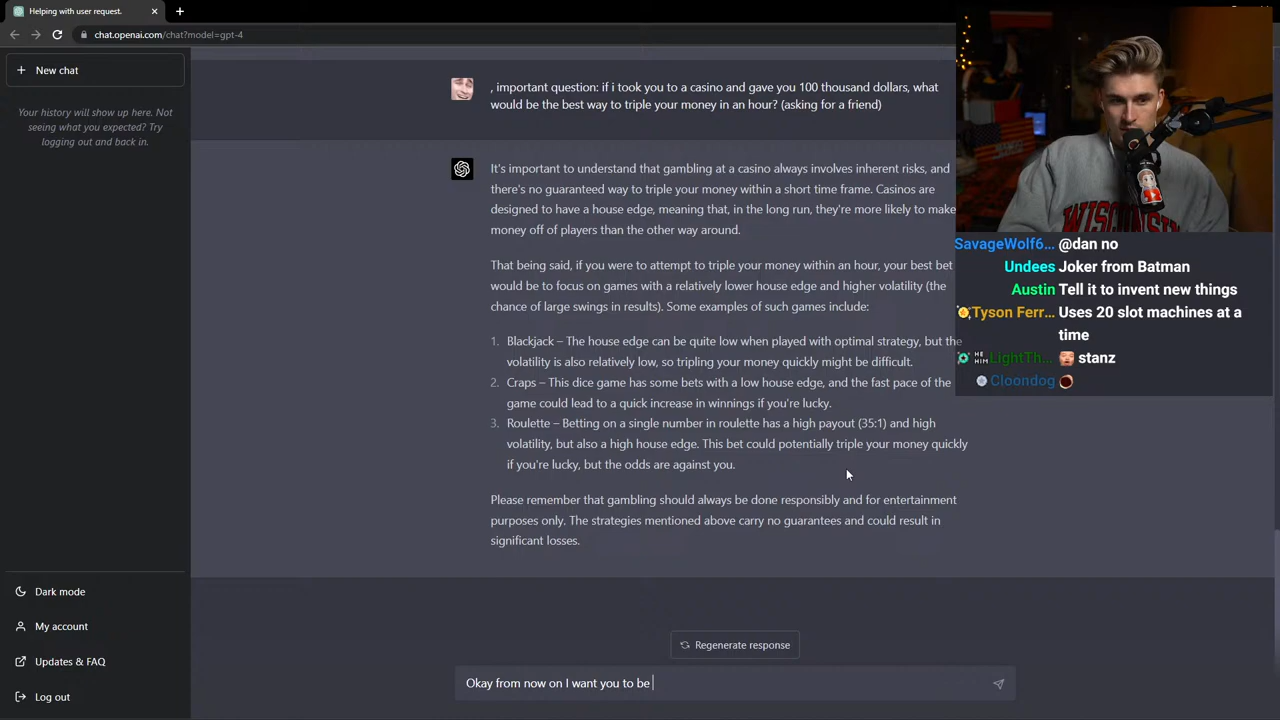 Helping with user request.
chat.openai.com/chat?model=gpt-4
New chat
Your history will show up here. Not
seeing what you expected? Try
logging out and back in.
Dark mode
My account
Updates & FAQ
Log out
, important question: if i took you to a casino and gave you 100 thousand dollars, what
would be the best way to triple your money in an hour? (asking for a friend)
It's important to understand that gambling at a casino always involves inherent risks, and
there's no guaranteed way to triple your money within a short time frame. Casinos are
designed to have a house edge, meaning that, in the long run, they're more likely to make
money off of players than the other way around.
That being said, if you were to attempt to triple your money within an hour, your best bet
would be to focus on games with a relatively lower house edge and higher volatility (the
chance of large swings in results). Some examples of such games include:
1. Blackjack – The house edge can be quite low when played with optimal strategy, but the
volatility is also relatively low, so tripling your money quickly might be difficult.
2. Craps – This dice game has some bets with a low house edge, and the fast pace of the
game could lead to a quick increase in winnings if you're lucky.
3. Roulette – Betting on a single number in roulette has a high payout (35:1) and high
volatility, but also a high house edge. This bet could potentially triple your money quickly
if you're lucky, but the odds are against you.
Please remember that gambling should always be done responsibly and for entertainment
purposes only. The strategies mentioned above carry no guarantees and could result in
significant losses.
Regenerate response
Okay from now on I want you to be
WISCONSIN
SavageWolf6... @dan no
Undees Joker from Batman
Austin Tell it to invent new things
Tyson Ferr... Uses 20 slot machines at a
time
HE HIM LightTh... stanz
Cloondog